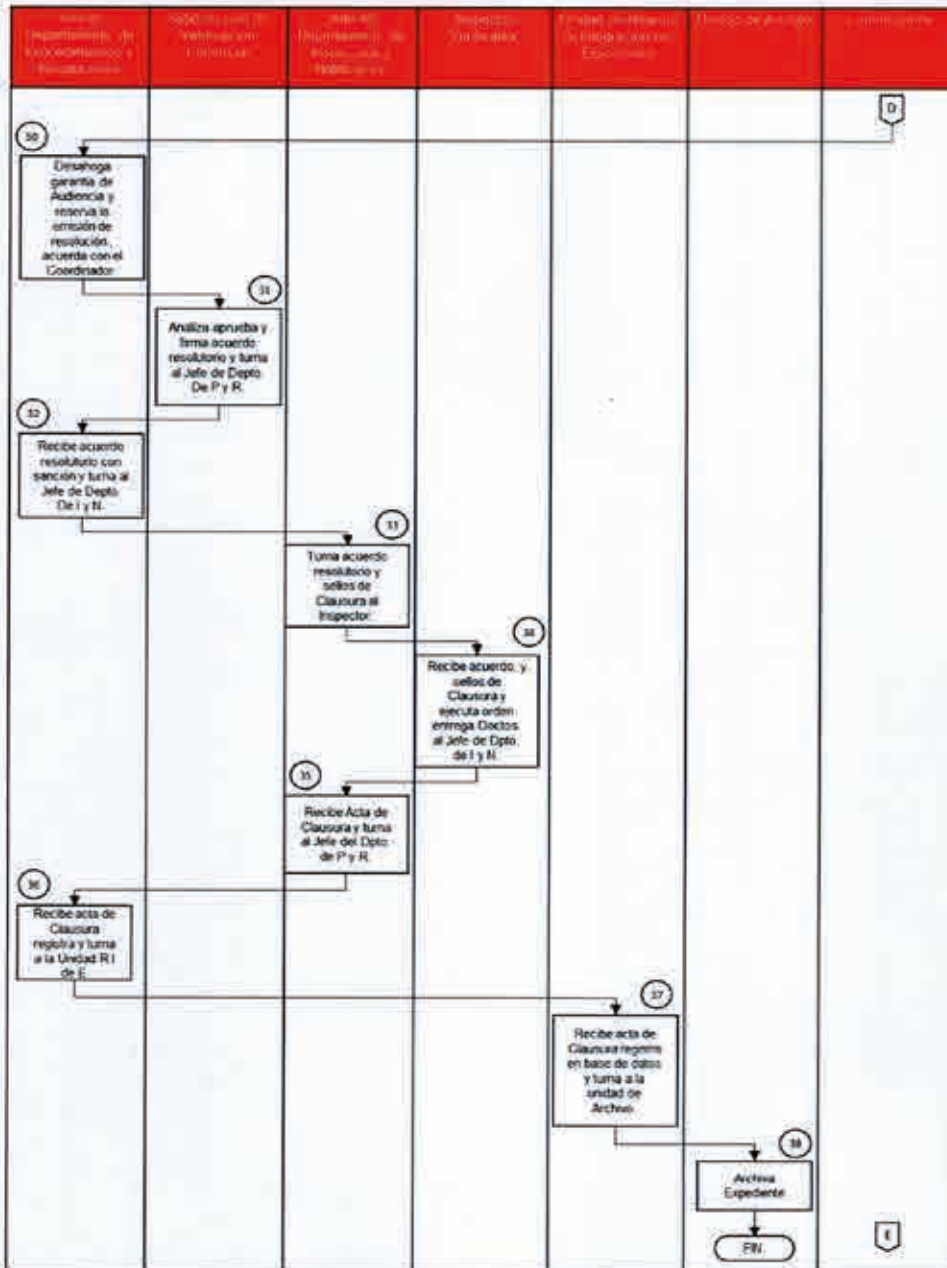 Departamento de
Departamento de
D
30
Desahoga
garantía de
Audiencia y
reserva la
emisión de
resolución,
acuerda con el
Coordinador
31
Analiza aprueba y
firma acuerdo
resolutorio y turna
al Jefe de Depto.
De P y R.
32
Recibe acuerdo
resolutorio con
sanción y turna al
Jefe de Depto.
De I y N.
33
Turna acuerdo
resolutorio y
sellos de
Clausura al
Inspector.
34
Recibe acuerdo, y
sellos de
Clausura y
ejecuta orden
entrega Doctos.
al Jefe de Dpto.
de I y N.
35
Recibe Acta de
Clausura y turna
al Jefe del Dpto.
de P y R.
36
Recibe acta de
Clausura
registra y turna
a la Unidad R.I
de E.
37
Recibe acta de
Clausura registra
en base de datos
y turna a la
unidad de
Archivo.
38
Archiva
Expediente
FIN.
E